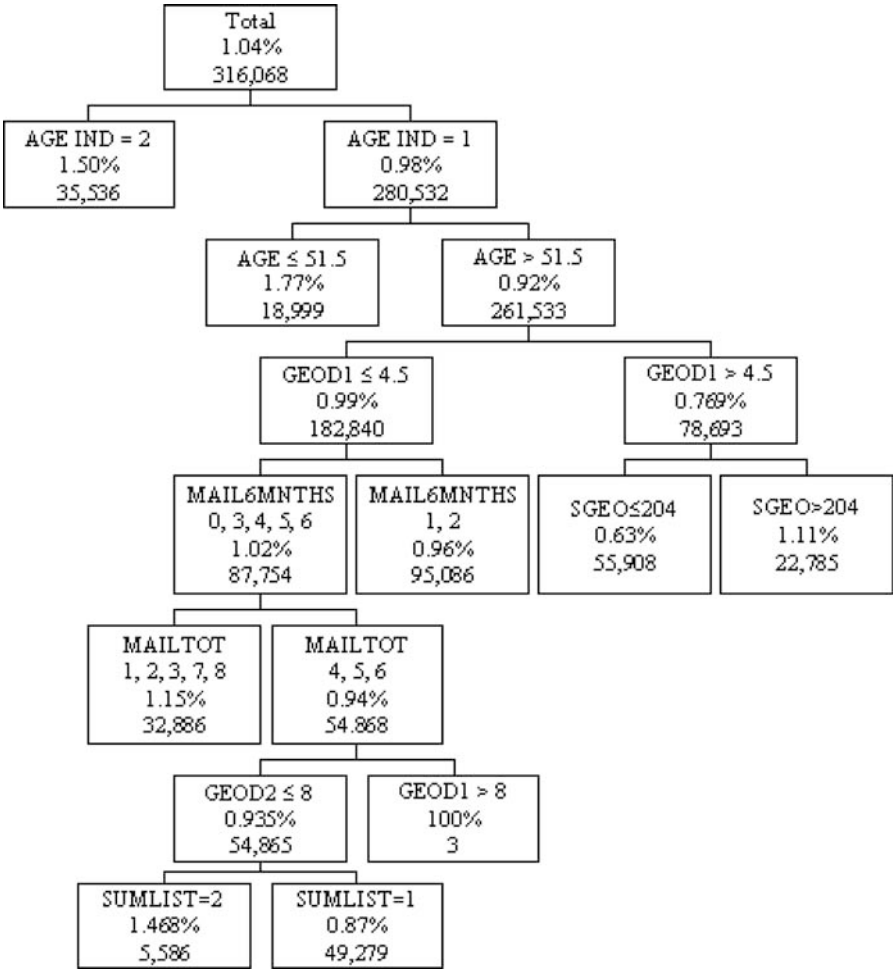 Total
1.04%
316,068
AGE IND = 2
1.50%
35,536
AGE IND = 1
0.98%
280,532
AGE ≤ 51.5
1.77%
18,999
AGE > 51.5
0.92%
261,533
GEOD1 ≤ 4.5
0.99%
182,840
GEOD1 > 4.5
0.769%
78,693
MAIL6MNTHS
0, 3, 4, 5, 6
1.02%
87,754
MAIL6MNTHS
1, 2
0.96%
95,086
SGEO≤204
0.63%
55,908
SGEO>204
1.11%
22,785
MAILTOT
1, 2, 3, 7, 8
1.15%
32,886
MAILTOT
4, 5, 6
0.94%
54.868
GEOD2 ≤ 8
0.935%
54,865
GEOD1 > 8
100%
3
SUMLIST=2
1.468%
5,586
SUMLIST=1
0.87%
49,279